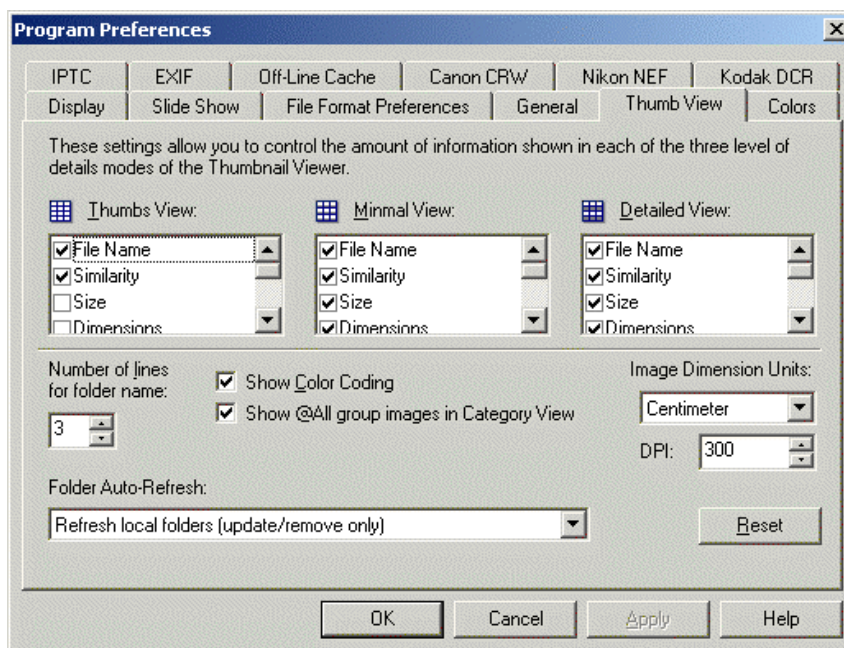 Program Preferences
IPTC EXIF Off-Line Cache Canon CRW Nikon NEF Kodak DCR
Display Slide Show File Format Preferences General Thumb View Colors
These settings allow you to control the amount of information shown in each of the three level of
details modes of the Thumbnail Viewer.
Thumbs View: Minmal View: Detailed View:
File Name File Name File Name
Similarity Similarity Similarity
Size Size Size
Dimensions Dimensions Dimensions
Number of lines
for folder name:
3
Show Color Coding
Show @All group images in Category View
Image Dimension Units:
Centimeter
DPI: 300
Folder Auto-Refresh:
Refresh local folders (update/remove only)
Reset
OK Cancel Apply Help